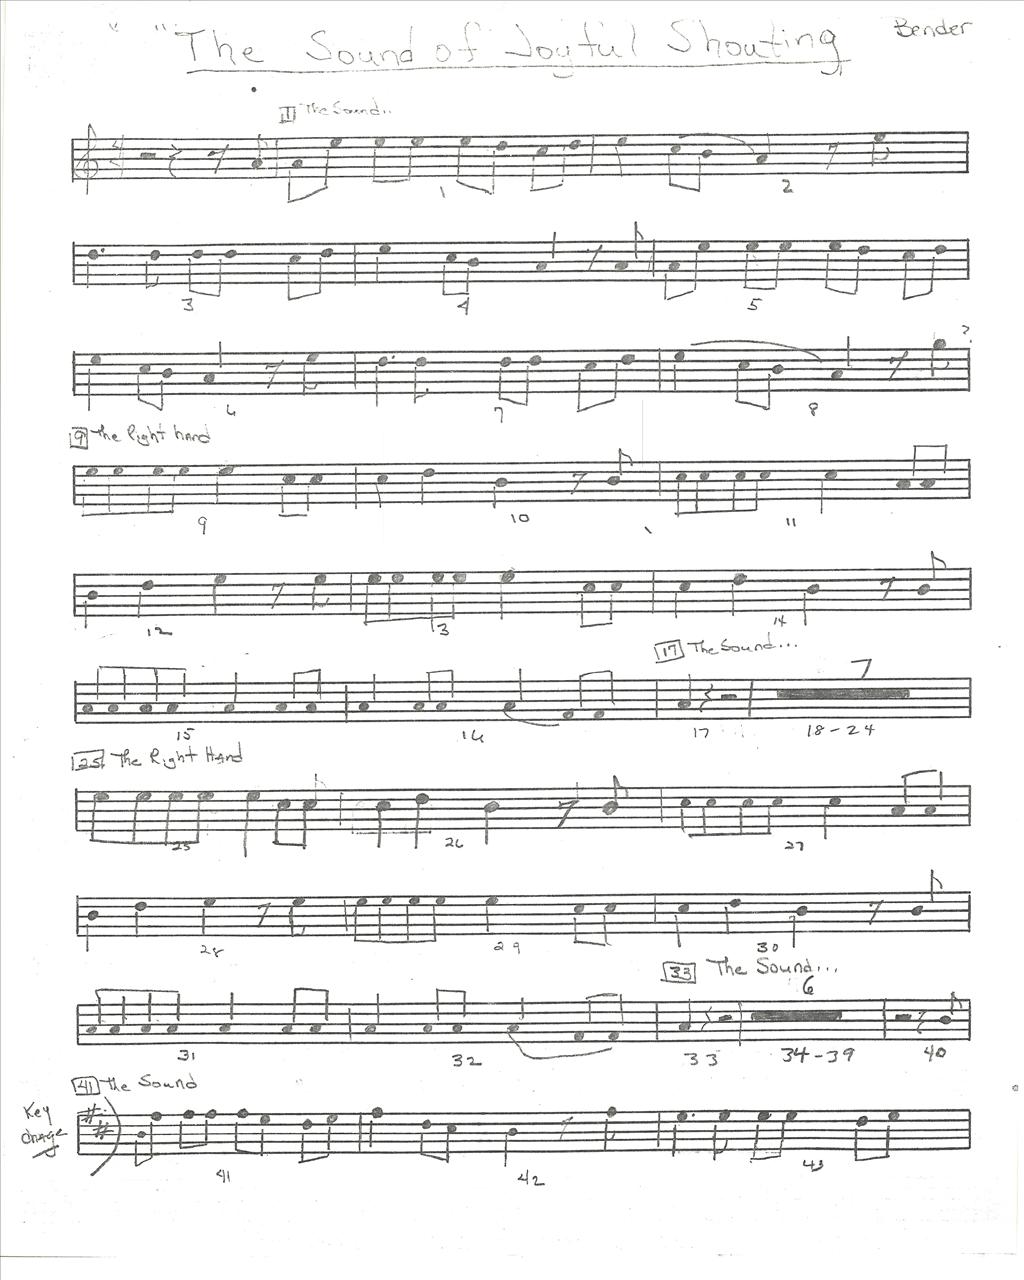 "The Sound of Joyful Shouting
Bender
1 The Sound..
1 2
3 4 5
6 7 8
?
9 The Right Hand
9 10 11
12 13 14
17 The Sound...
7
15 16 17 18-24
25 The Right Hand
25 26 27
28 29 30
33 The Sound...
6
31 32 33 34-39 40
41 The Sound
Key
Chage
41 42 43